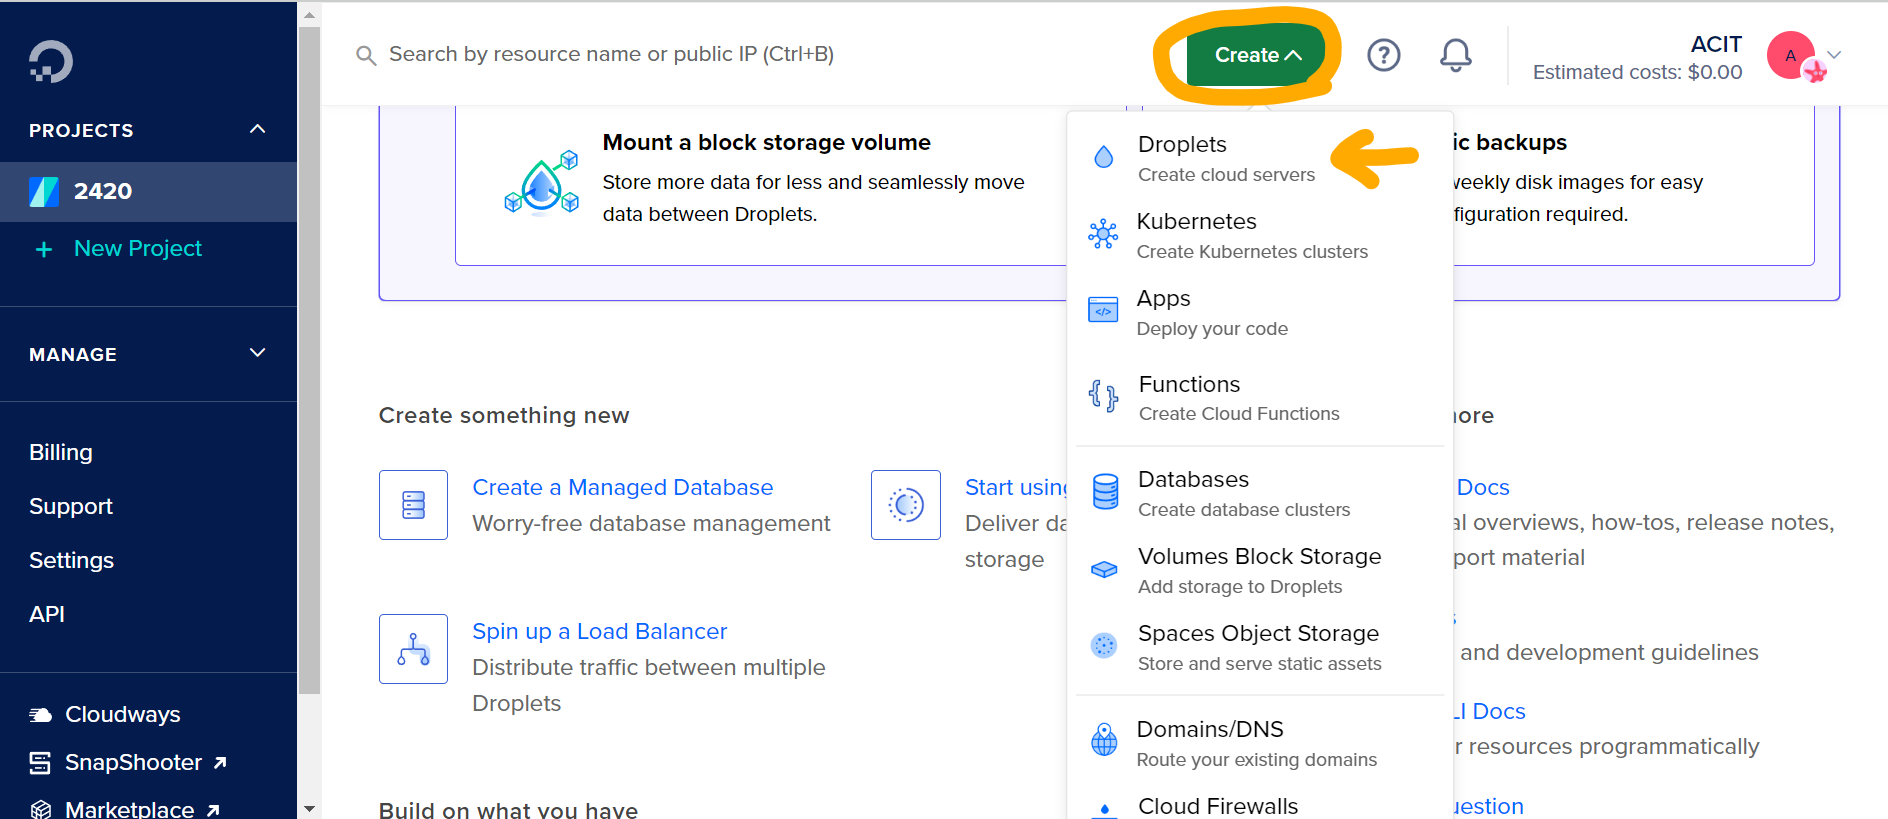 Search by resource name or public IP (Ctrl+B)
Create
ACIT
Estimated costs: $0.00
A
PROJECTS
2420
+ New Project
MANAGE
Billing
Support
Settings
API
Cloudways
SnapShooter
Marketplace
Mount a block storage volume
Store more data for less and seamlessly move
data between Droplets.
ic backups
weekly disk images for easy
figuration required.
Create something new
Create a Managed Database
Worry-free database management
Start using
Deliver da
storage
Spin up a Load Balancer
Distribute traffic between multiple
Droplets
Build on what you have
Droplets
Create cloud servers
Kubernetes
Create Kubernetes clusters
Apps
Deploy your code
Functions
Create Cloud Functions
Databases
Create database clusters
Volumes Block Storage
Add storage to Droplets
Spaces Object Storage
Store and serve static assets
Domains/DNS
Route your existing domains
Cloud Firewalls
ore
Docs
al overviews, how-tos, release notes,
port material
and development guidelines
LI Docs
r resources programmatically
uestion